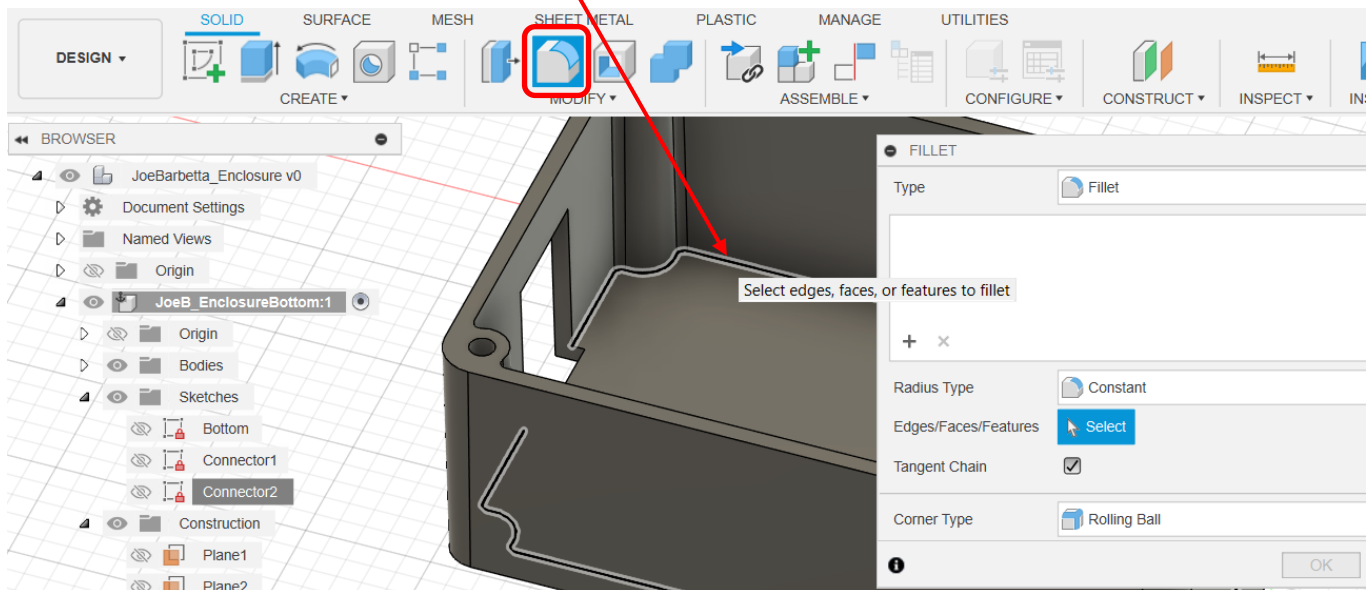 SOLID SURFACE MESH SHEET METAL PLASTIC MANAGE UTILITIES
DESIGN
CREATE MODIFY ASSEMBLE CONFIGURE CONSTRUCT INSPECT INS
BROWSER
JoeBarbetta_Enclosure v0
Document Settings
Named Views
Origin
JoeB_EnclosureBottom:1
Origin
Bodies
Sketches
Bottom
Connector1
Connector2
Construction
Plane1
Plane2
Select edges, faces, or features to fillet
FILLET
Type Fillet
Radius Type Constant
Edges/Faces/Features Select
Tangent Chain
Corner Type Rolling Ball
OK